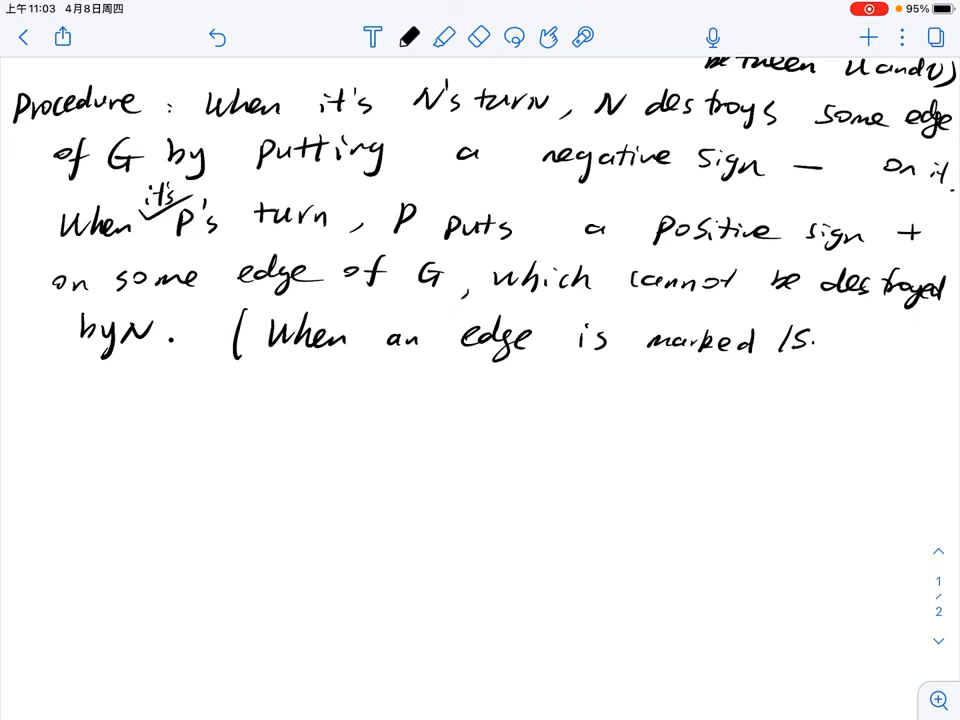 上午11:03 4月8日周四
95%
between u and v)
Procedure : When it's N's turn, N destroys some edge
of G by putting a negative sign — on it.
When it's P's turn, P puts a positive sign +
on some edge of G, which cannot be destroyed
by N. (When an edge is marked
1
/
2